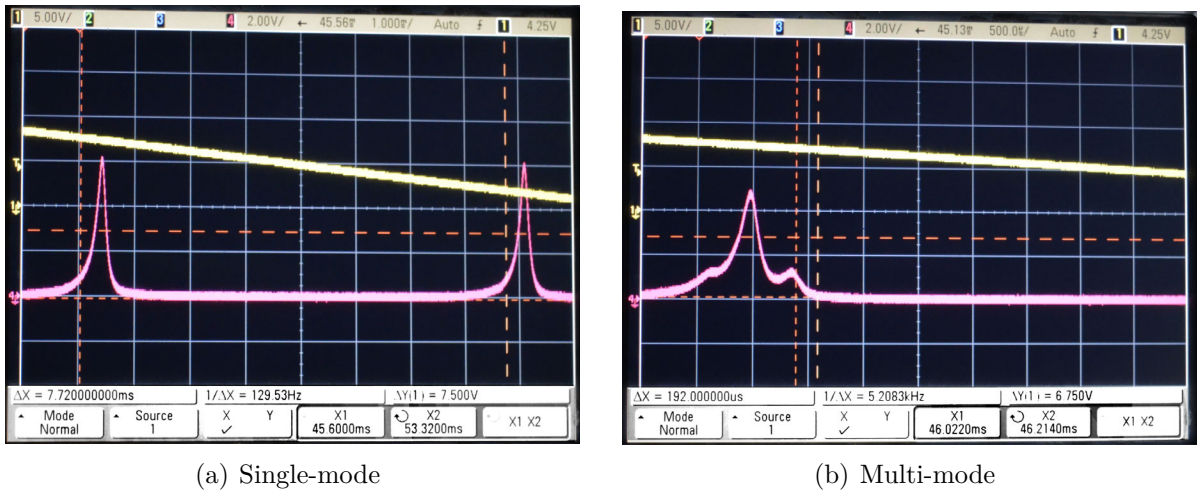 1 5.00V/ 2 3 4 2.00V/ 45.56 1.000 / Auto 1 4.25V
ΔX = 7.720000000ms 1/ΔX = 129.53Hz ΔY(1) = 7.500V
Mode Source X Y X1 X2 X1 X2
Normal 1 ✓ 45.6000ms 53.3200ms
1 5.00V/ 2 3 4 2.00V/ 45.13 500.0 / Auto 1 4.25V
ΔX = 192.000000us 1/ΔX = 5.2083kHz ΔY(1) = 6.750V
Mode Source X Y X1 X2 X1 X2
Normal 1 ✓ 46.0220ms 46.2140ms
(a) Single-mode
(b) Multi-mode